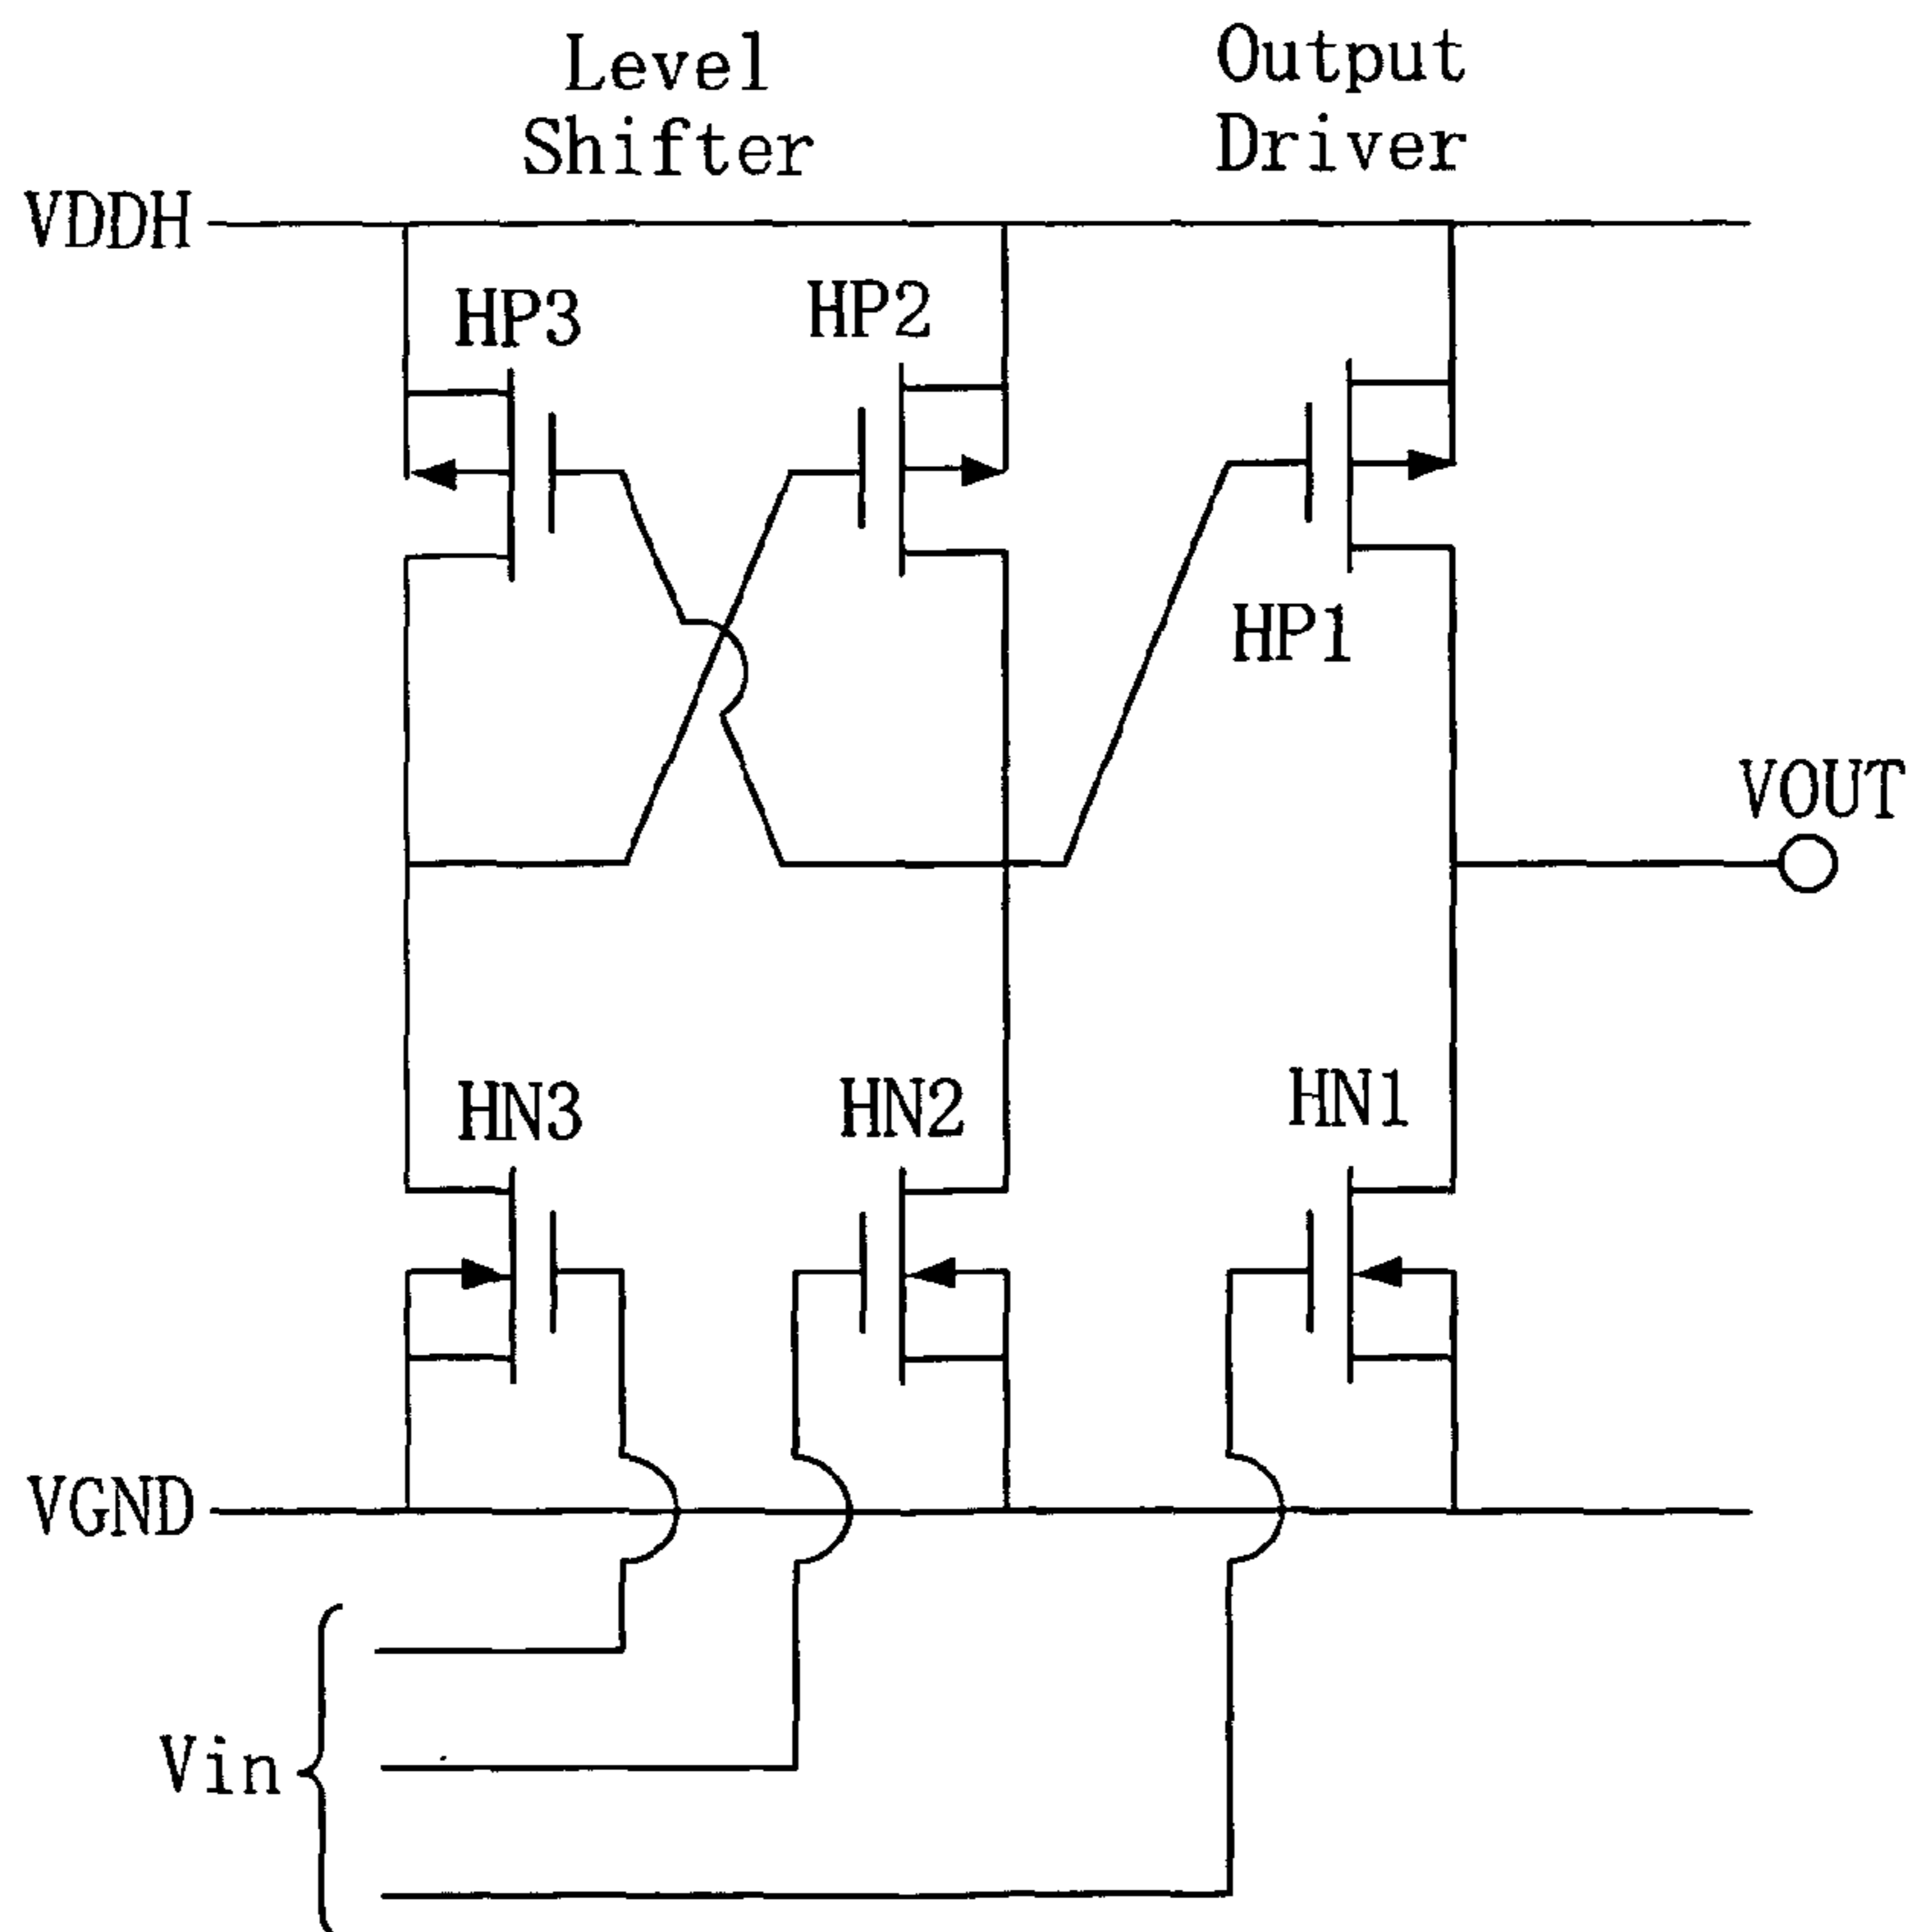 Level
Shifter
Output
Driver
VDDH
HP3
HP2
HP1
VOUT
HN3
HN2
HN1
VGND
Vin